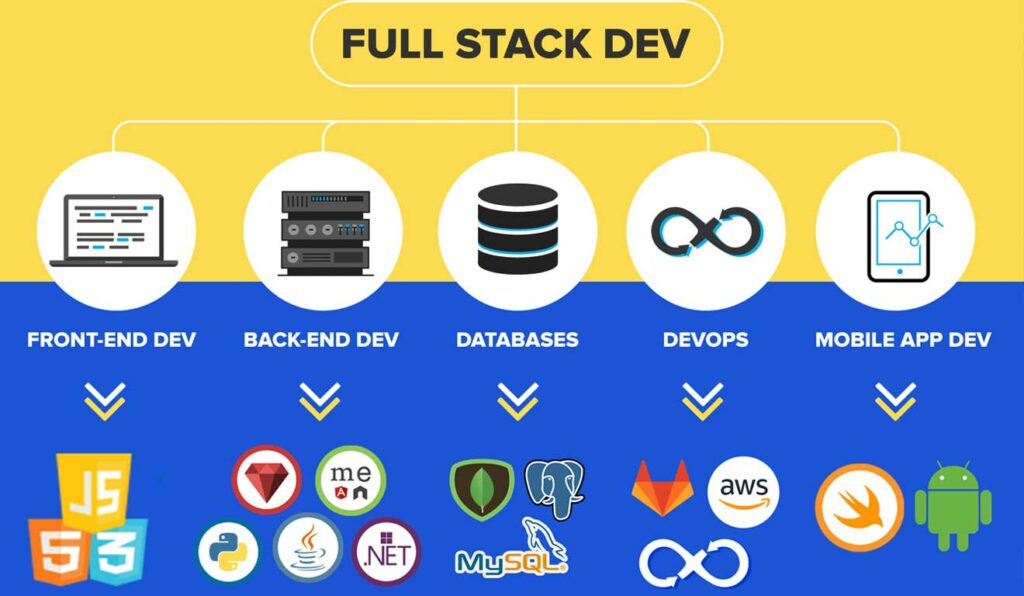 FULL STACK DEV
FRONT-END DEV
BACK-END DEV
DATABASES
DEVOPS
MOBILE APP DEV
JS
5 3
me
A
.NET
aws
MySQL®